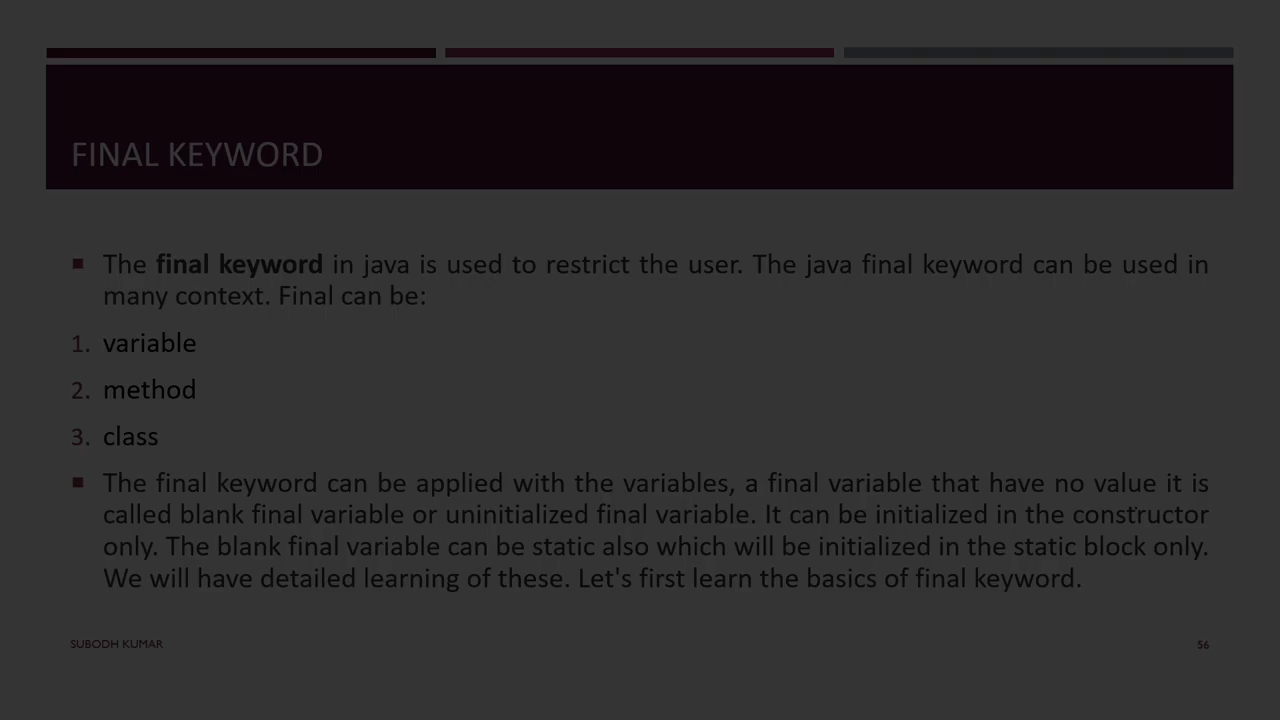 FINAL KEYWORD
▪ The final keyword in java is used to restrict the user. The java final keyword can be used in
many context. Final can be:
1. variable
2. method
3. class
▪ The final keyword can be applied with the variables, a final variable that have no value it is
called blank final variable or uninitialized final variable. It can be initialized in the constructor
only. The blank final variable can be static also which will be initialized in the static block only.
We will have detailed learning of these. Let's first learn the basics of final keyword.
SUBODH KUMAR
56